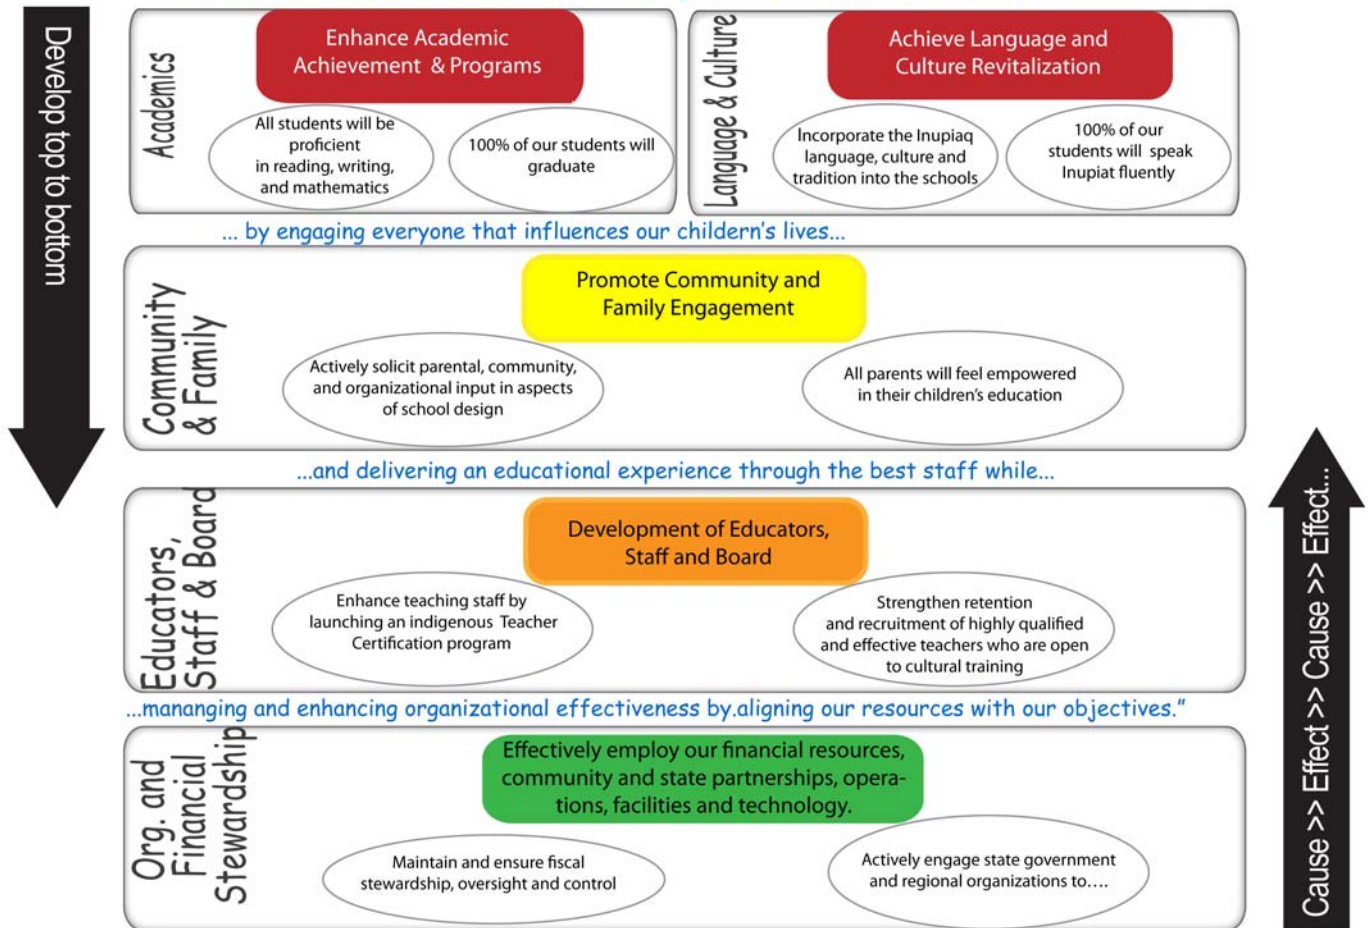 Develop top to bottom
Academics
Enhance Academic
Achievement & Programs
All students will be
proficient
in reading, writing,
and mathematics
100% of our students will
graduate
Language & Culture
Achieve Language and
Culture Revitalization
Incorporate the Inupiaq
language, culture and
tradition into the schools
100% of our
students will speak
Inupiat fluently
... by engaging everyone that influences our childern's lives...
Community
& Family
Promote Community and
Family Engagement
Actively solicit parental, community,
and organizational input in aspects
of school design
All parents will feel empowered
in their children's education
...and delivering an educational experience through the best staff while...
Educators,
Staff & Board
Development of Educators,
Staff and Board
Enhance teaching staff by
launching an indigenous Teacher
Certification program
Strengthen retention
and recruitment of highly qualified
and effective teachers who are open
to cultural training
...mananging and enhancing organizational effectiveness by.aligning our resources with our objectives."
Org. and
Financial
Stewardship
Effectively employ our financial resources,
community and state partnerships, opera-
tions, facilities and technology.
Maintain and ensure fiscal
stewardship, oversight and control
Actively engage state government
and regional organizations to....
Cause >> Effect >> Cause >> Effect...